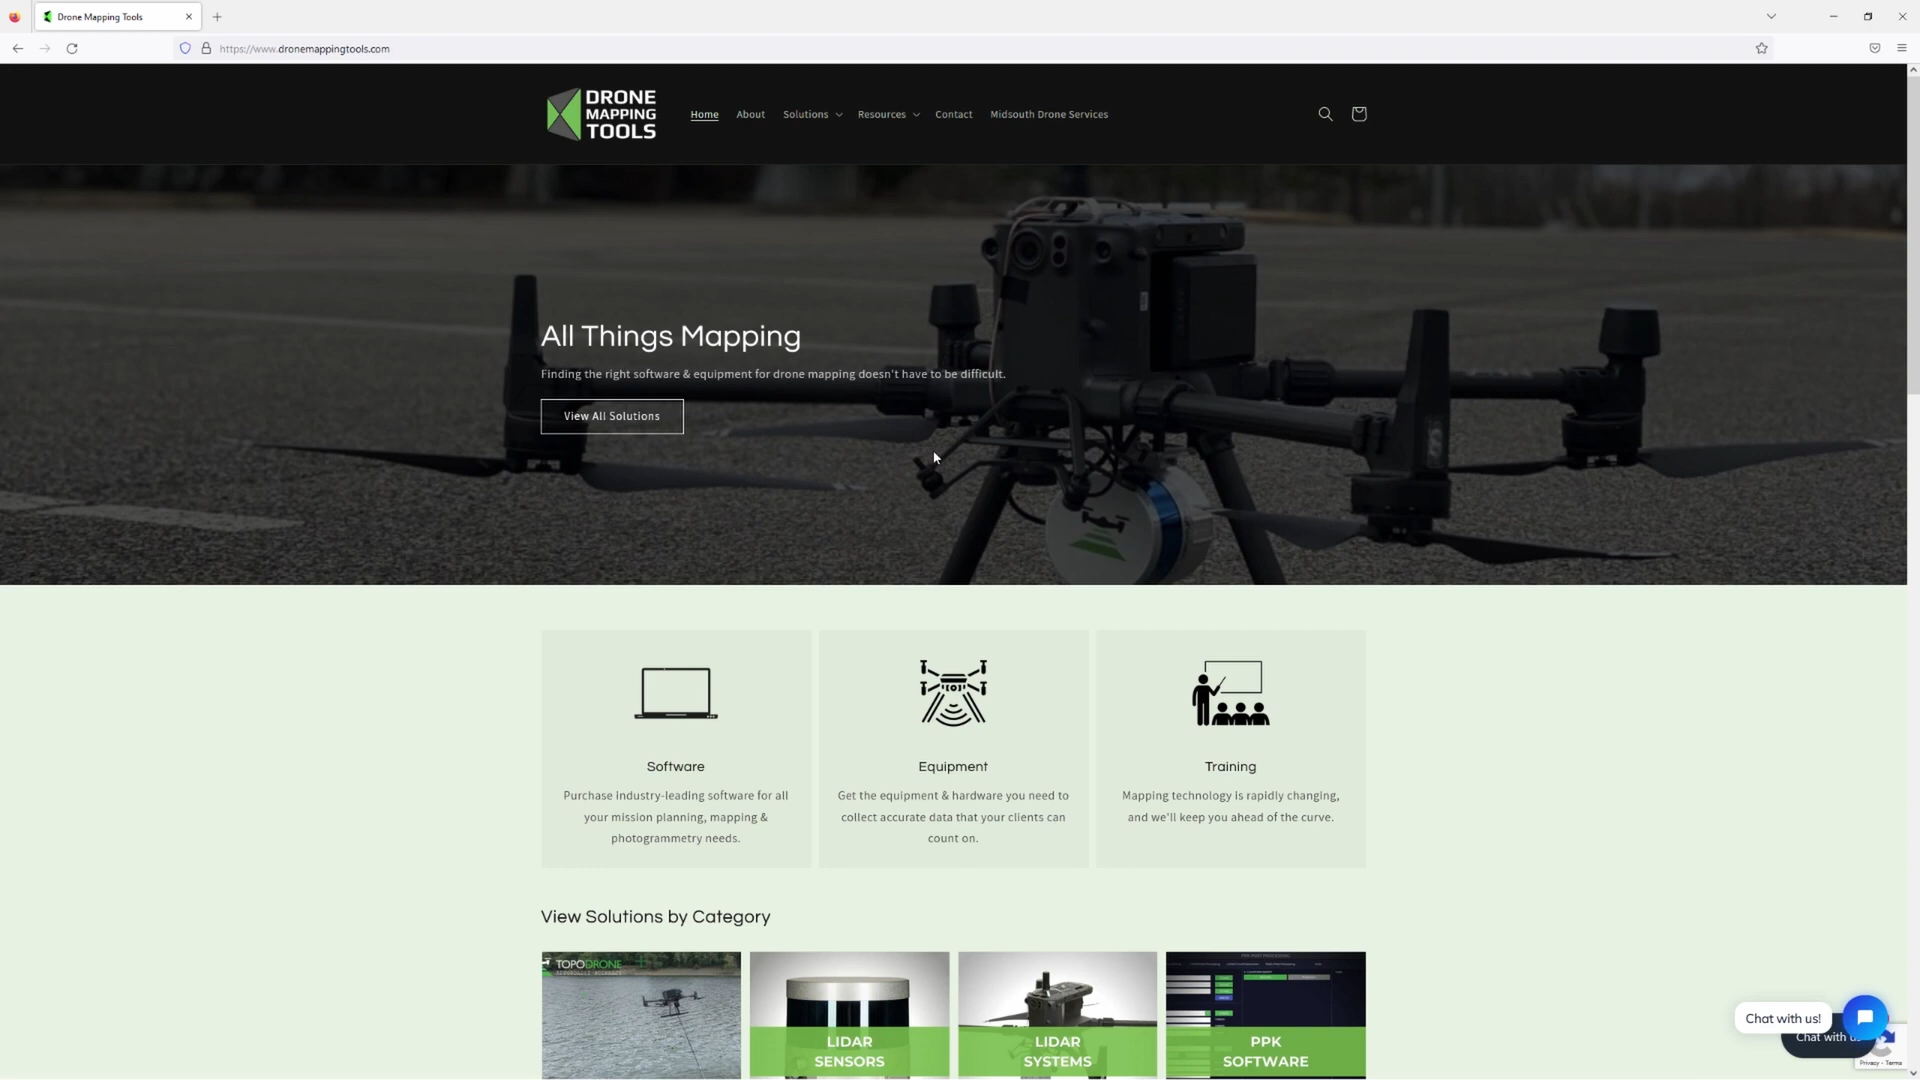 Drone Mapping Tools
https://www.dronemappingtools.com
DRONE
MAPPING
TOOLS
Home About Solutions Resources Contact Midsouth Drone Services
All Things Mapping
Finding the right software & equipment for drone mapping doesn't have to be difficult.
View All Solutions
Software
Purchase industry-leading software for all
your mission planning, mapping &
photogrammetry needs.
Equipment
Get the equipment & hardware you need to
collect accurate data that your clients can
count on.
Training
Mapping technology is rapidly changing,
and we'll keep you ahead of the curve.
View Solutions by Category
TOPODRONE
LIDAR
SENSORS
LIDAR
SYSTEMS
PPK
SOFTWARE
Chat with us!
Chat with
Privacy - Terms